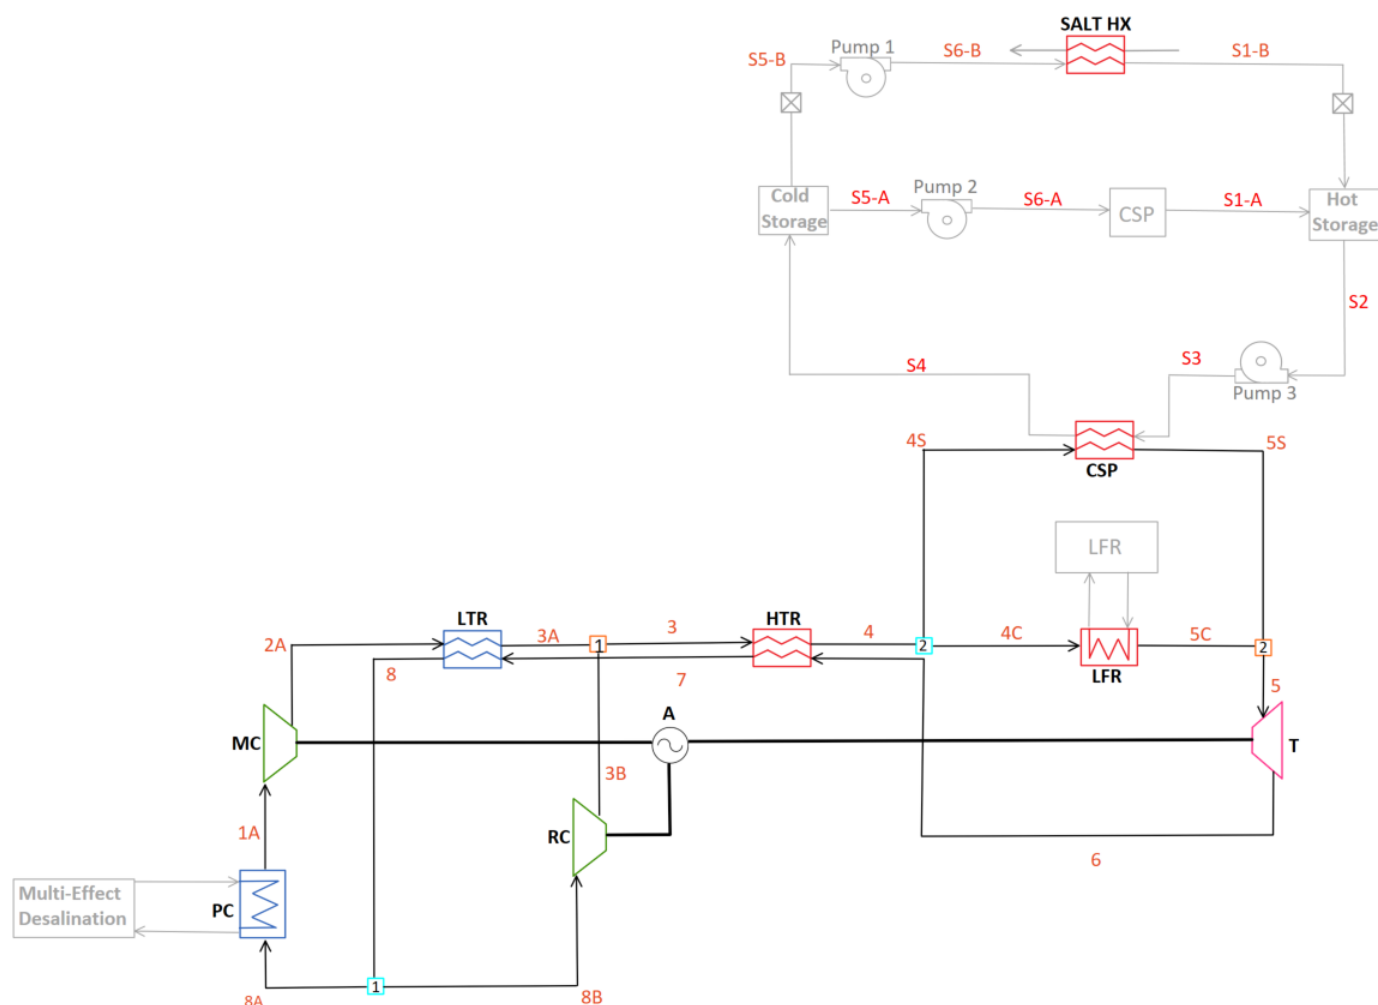 SALT HX
S5-B
Pump 1
S6-B
S1-B
Cold
Storage
S5-A
Pump 2
S6-A
CSP
S1-A
Hot
Storage
S2
S4
S3
Pump 3
4S
CSP
5S
LFR
LTR
HTR
2A
3A
1
3
4
2
4C
5C
2
8
7
LFR
5
A
MC
T
3B
1A
RC
6
Multi-Effect
Desalination
PC
1
8A
8B